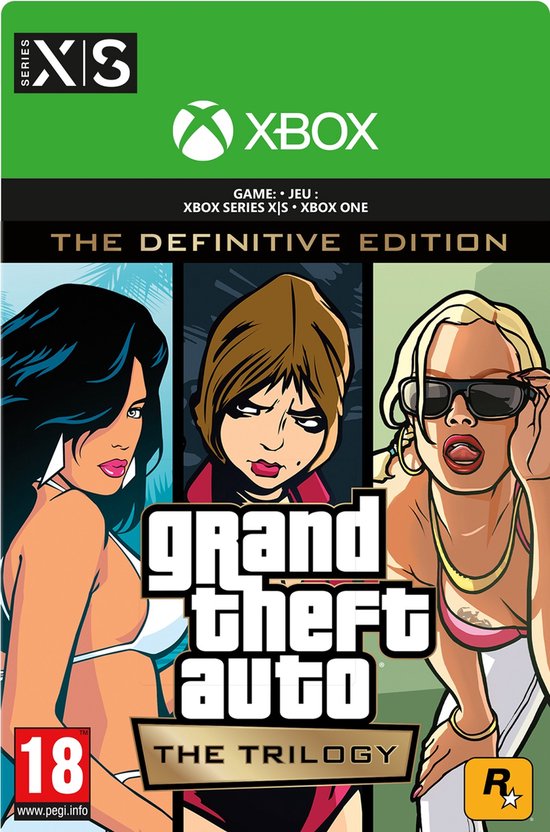 SERIES
X|S
XBOX
GAME: • JEU :
XBOX SERIES X|S • XBOX ONE
THE DEFINITIVE EDITION
grand
theft
auto
THE TRILOGY
18
www.pegi.info
R